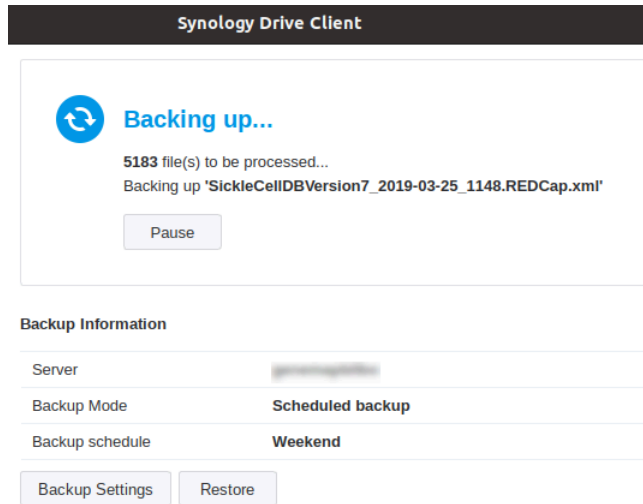 Synology Drive Client
Backing up...
5183 file(s) to be processed...
Backing up 'SickleCellDBVersion7_2019-03-25_1148.REDCap.xml'
Pause
Backup Information
Server
Backup Mode Scheduled backup
Backup schedule Weekend
Backup Settings Restore